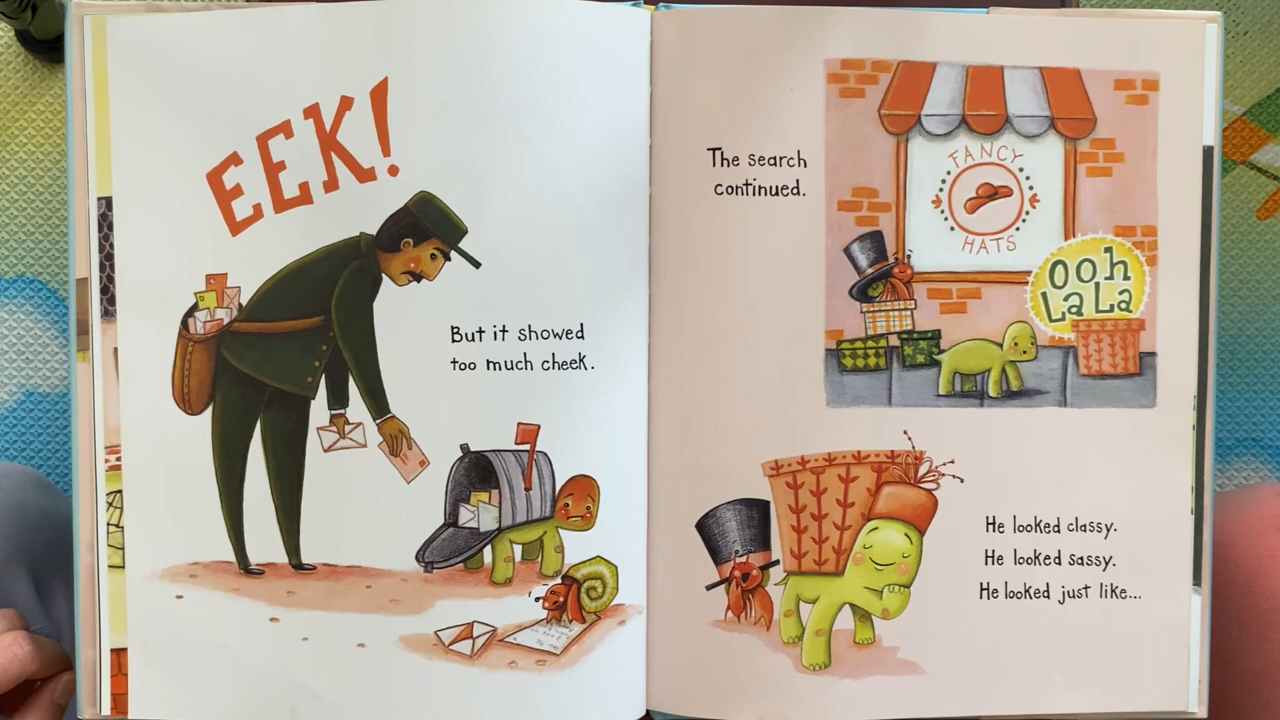 EEK!
But it showed
too much cheek.
The search
continued.
FANCY
HATS
Ooh
La La
He looked classy.
He looked sassy.
He looked just like...